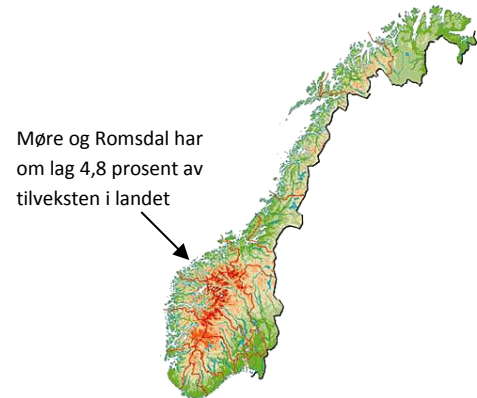 Møre og Romsdal har
om lag 4,8 prosent av
tilveksten i landet